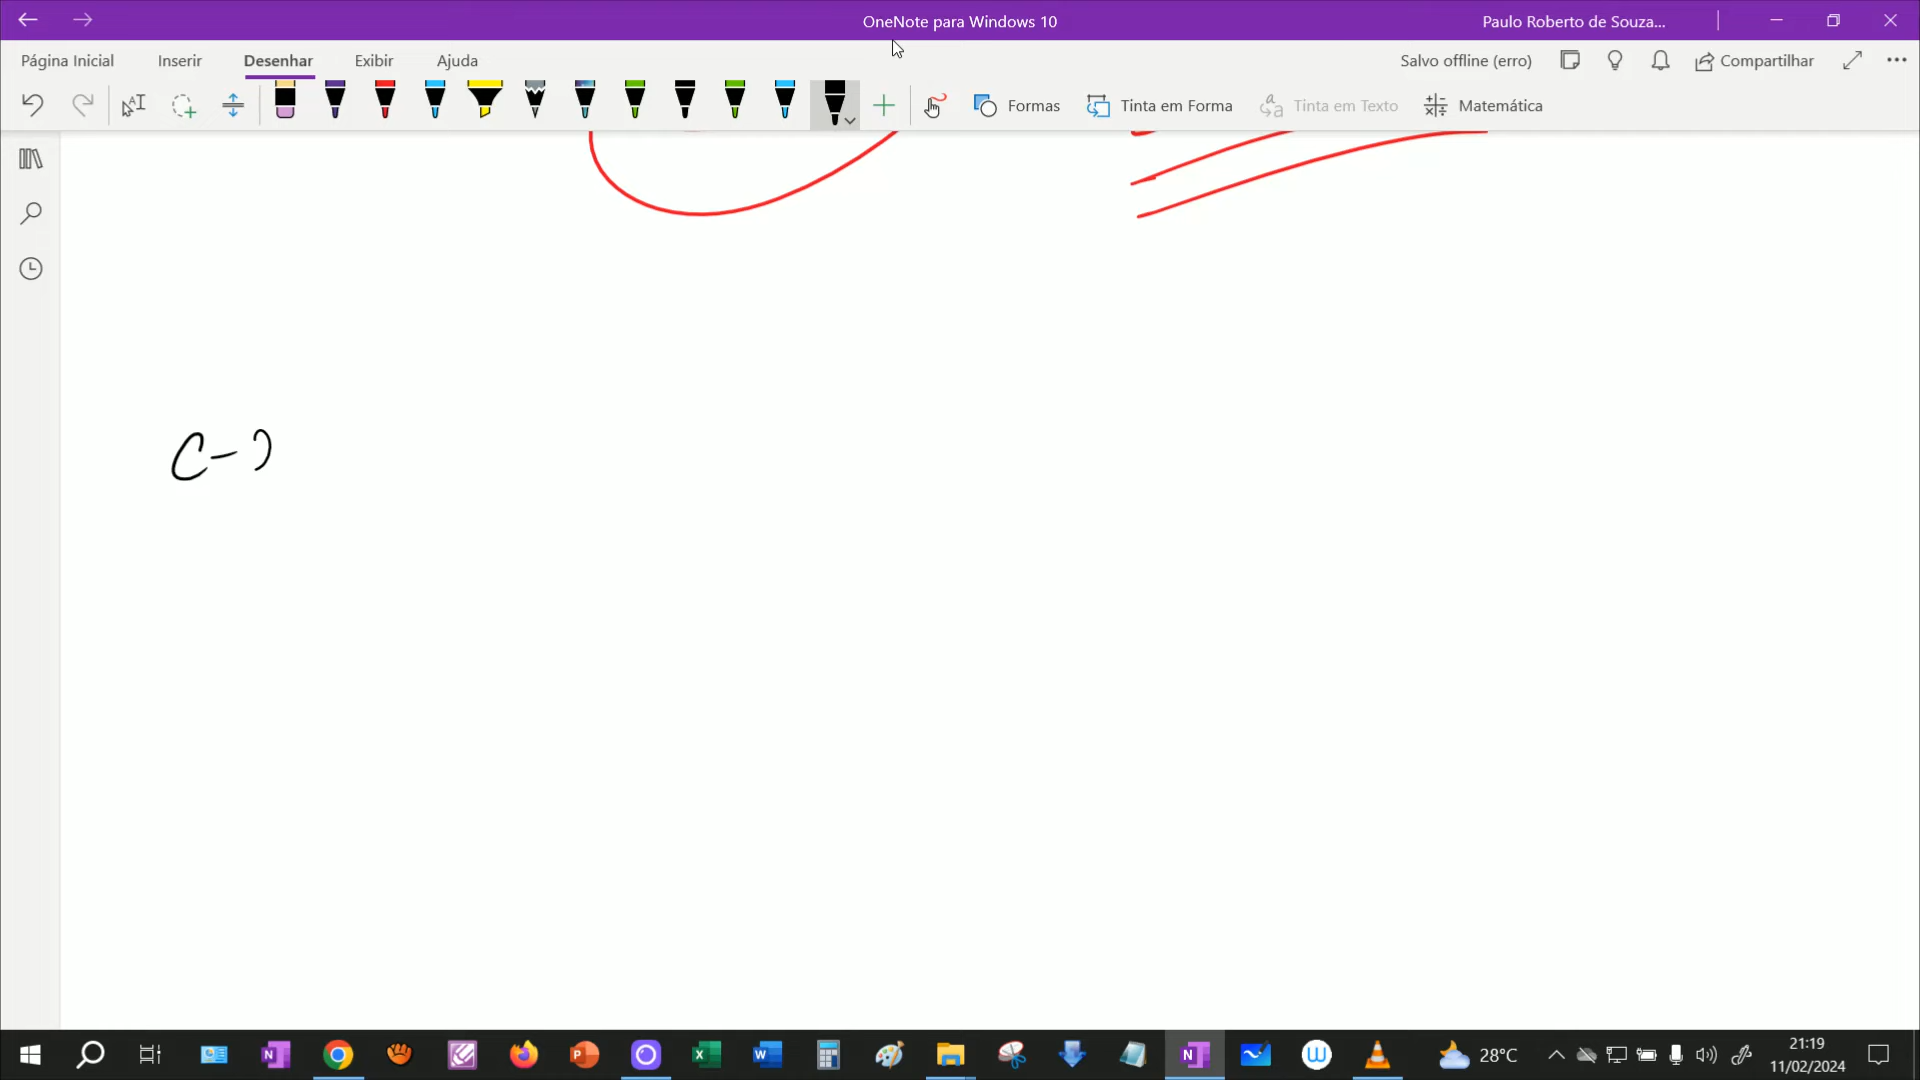 OneNote para Windows 10
Paulo Roberto de Souza...
Página Inicial
Inserir
Desenhar
Exibir
Ajuda
Salvo offline (erro)
Compartilhar
Formas
Tinta em Forma
Tinta em Texto
Matemática
C-
28°C
21:19
11/02/2024